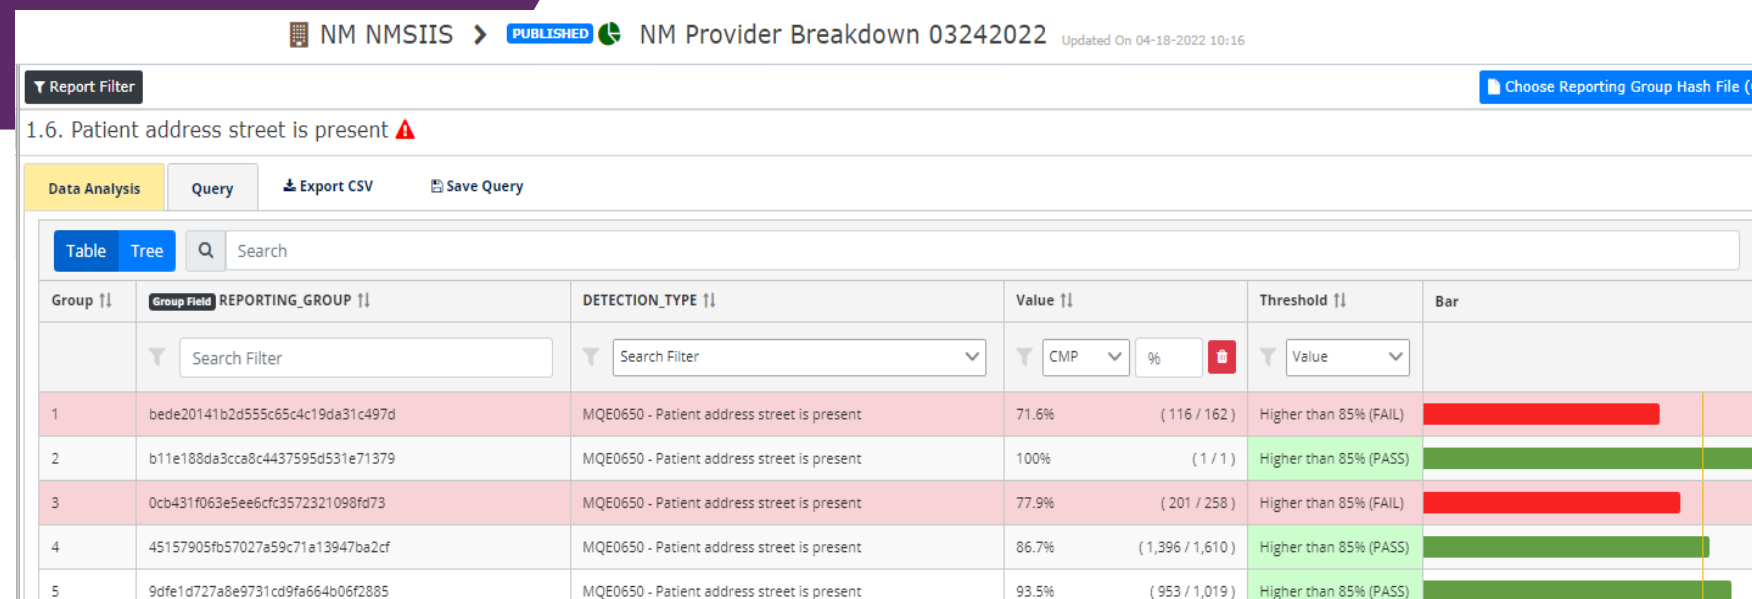 NM NMSIIS > PUBLISHED NM Provider Breakdown 03242022 Updated On 04-18-2022 10:16
Report Filter Choose Reporting Group Hash File (
1.6. Patient address street is present
Data Analysis Query Export CSV Save Query
Table Tree Search
Group Group Field REPORTING_GROUP DETECTION_TYPE Value Threshold Bar
Search Filter Search Filter CMP % Value
1 bede20141b2d555c65c4c19da31c497d MQE0650 - Patient address street is present 71.6% ( 116 / 162 ) Higher than 85% (FAIL)
2 b11e188da3cca8c4437595d531e71379 MQE0650 - Patient address street is present 100% ( 1 / 1 ) Higher than 85% (PASS)
3 0cb431f063e5ee6cfc3572321098fd73 MQE0650 - Patient address street is present 77.9% ( 201 / 258 ) Higher than 85% (FAIL)
4 45157905fb57027a59c71a13947ba2cf MQE0650 - Patient address street is present 86.7% ( 1,396 / 1,610 ) Higher than 85% (PASS)
5 9dfe1d727a8e9731cd9fa664b06f2885 MQE0650 - Patient address street is present 93.5% ( 953 / 1,019 ) Higher than 85% (PASS)